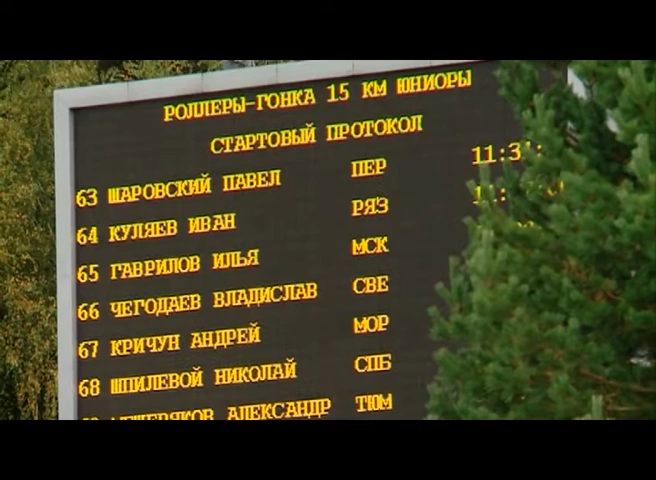 РОЛЛЕРЫ-ГОНКА 15 КМ ЮНИОРЫ
СТАРТОВЫЙ ПРОТОКОЛ
63 ШАРОВСКИЙ ПАВЕЛ ПЕР
64 КУЛЯЕВ ИВАН РЯЗ
65 ГАВРИЛОВ ИЛЬЯ МСК
66 ЧЕГОДАЕВ ВЛАДИСЛАВ СВЕ
67 КРИЧУН АНДРЕЙ МОР
68 ШПИЛЕВОЙ НИКОЛАЙ СПБ
АЛЕКСАНДР ТЮМ